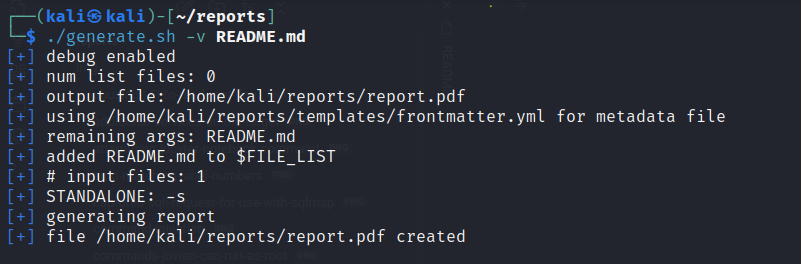 ┌──(kali㉿kali)-[~/reports]
└─$ ./generate.sh -v README.md
[+] debug enabled
[+] num list files: 0
[+] output file: /home/kali/reports/report.pdf
[+] using /home/kali/reports/templates/frontmatter.yml for metadata file
[+] remaining args: README.md
[+] added README.md to $FILE_LIST
[+] # input files: 1
[+] STANDALONE: -s
[+] generating report
[+] file /home/kali/reports/report.pdf created